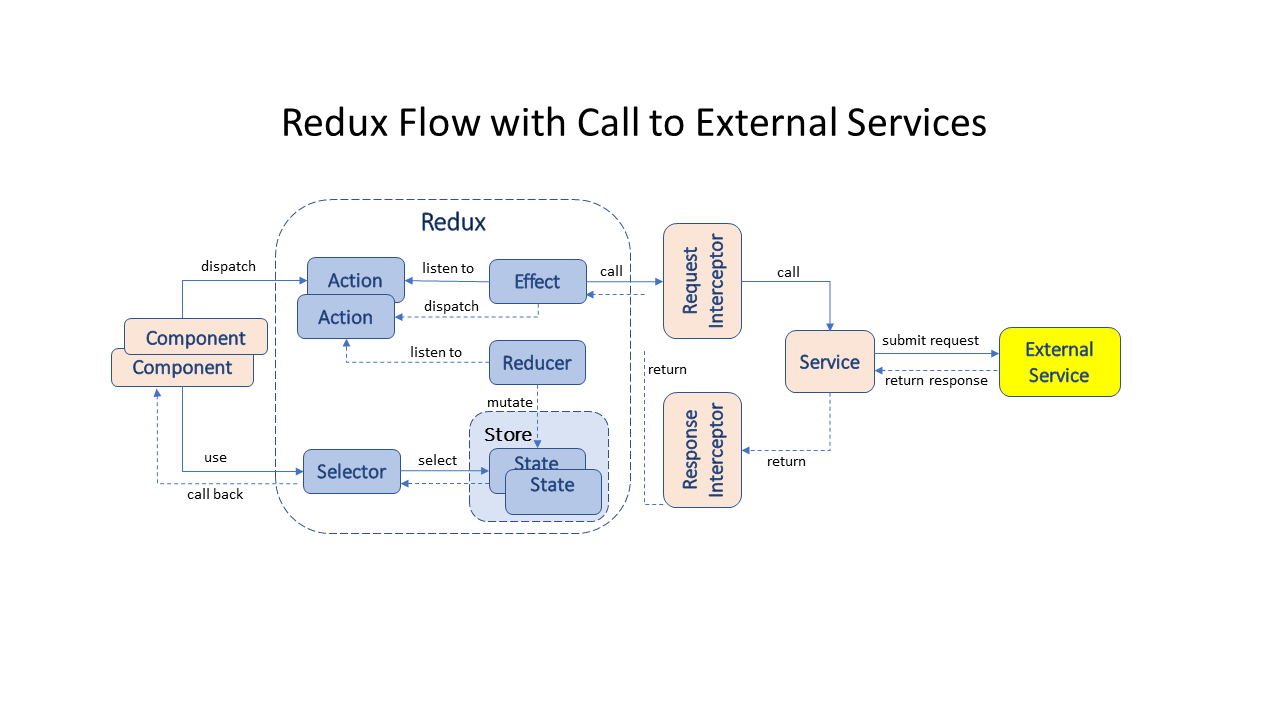 Redux Flow with Call to External Services
Redux
dispatch
Action
listen to
Effect
call
Request
Interceptor
call
Action
dispatch
Component
Component
listen to
Reducer
return
Service
submit request
return response
External
Service
mutate
Store
use
Selector
select
State
State
call back
Response
Interceptor
return